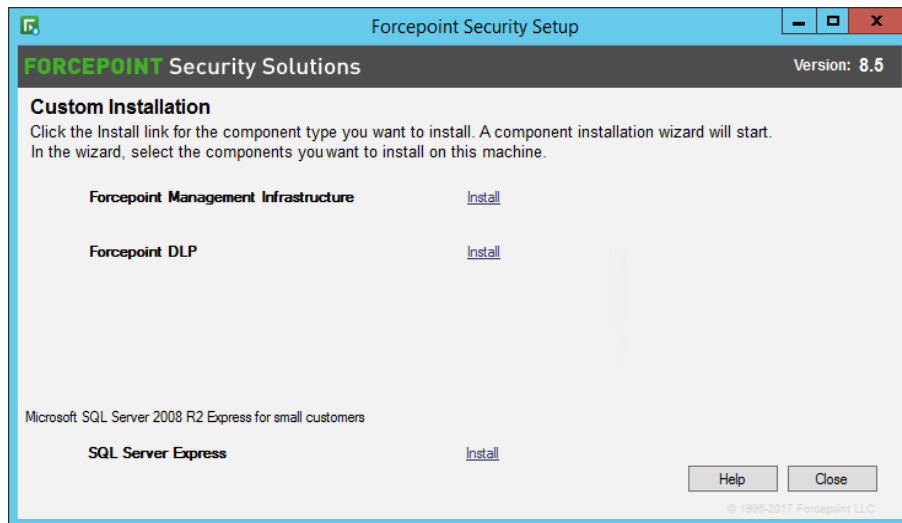 Forcepoint Security Setup
FORCEPOINT Security Solutions
Version: 8.5
Custom Installation
Click the Install link for the component type you want to install. A component installation wizard will start.
In the wizard, select the components you want to install on this machine.
Forcepoint Management Infrastructure Install
Forcepoint DLP Install
Microsoft SQL Server 2008 R2 Express for small customers
SQL Server Express Install
Help Close
© 1996-2017 Forcepoint LLC